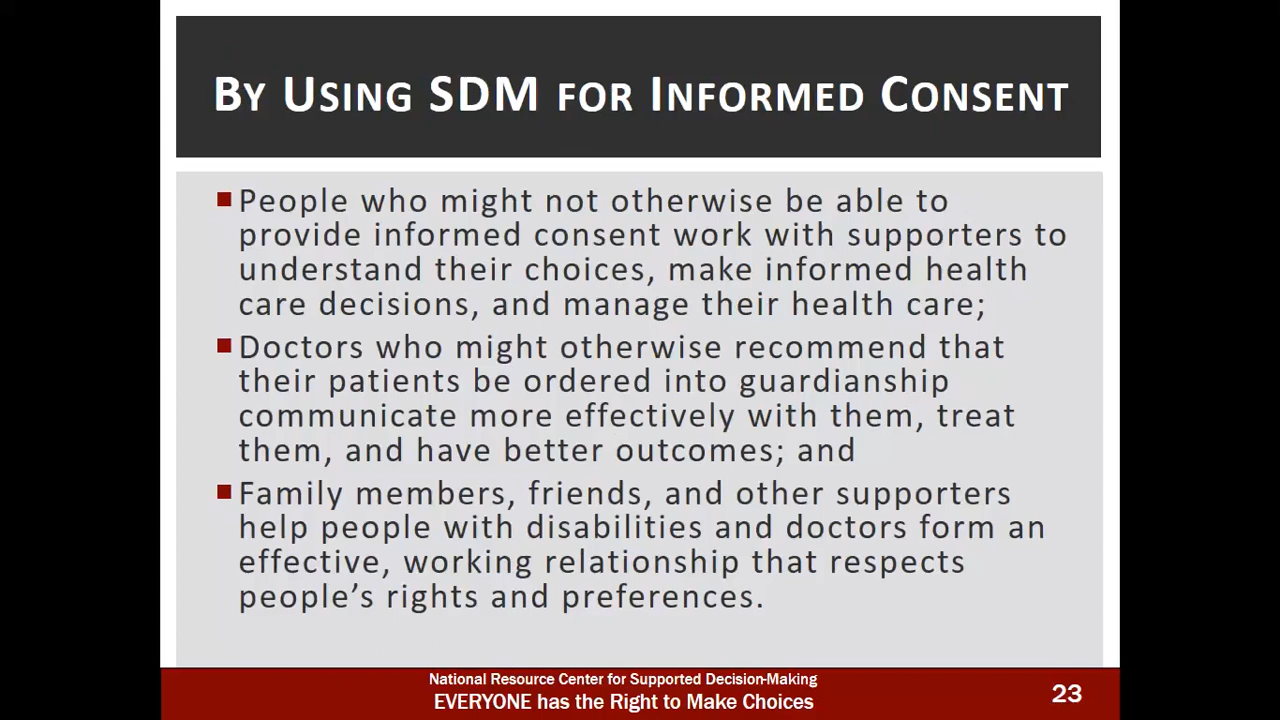 By Using SDM for Informed Consent
People who might not otherwise be able to
provide informed consent work with supporters to
understand their choices, make informed health
care decisions, and manage their health care;
Doctors who might otherwise recommend that
their patients be ordered into guardianship
communicate more effectively with them, treat
them, and have better outcomes; and
Family members, friends, and other supporters
help people with disabilities and doctors form an
effective, working relationship that respects
people’s rights and preferences.
National Resource Center for Supported Decision-Making
EVERYONE has the Right to Make Choices
23